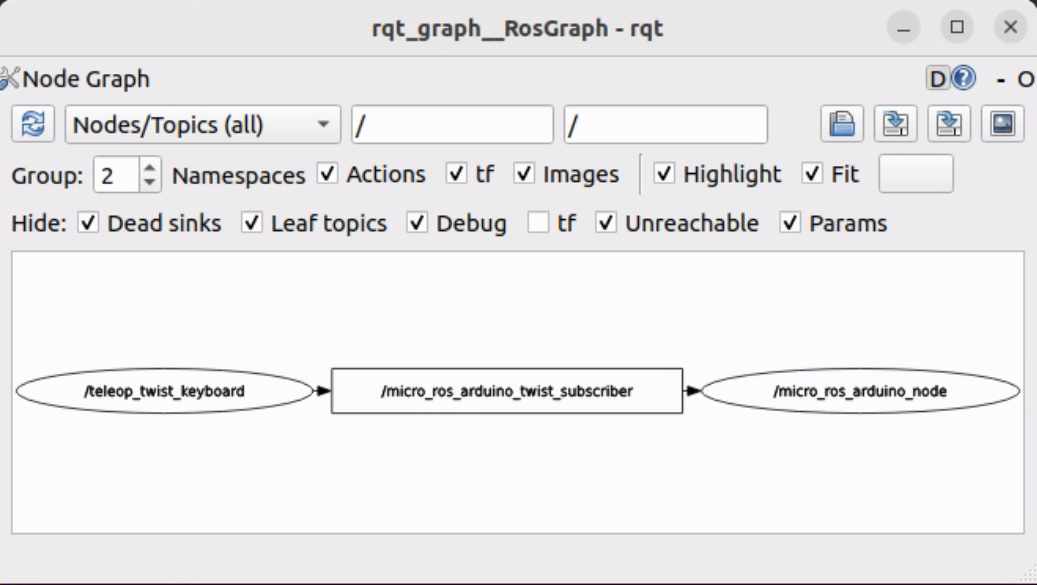 rqt_graph__RosGraph - rqt
Node Graph
D ? - O
Nodes/Topics (all) / /
Group: 2 Namespaces Actions tf Images Highlight Fit
Hide: Dead sinks Leaf topics Debug tf Unreachable Params
/teleop_twist_keyboard /micro_ros_arduino_twist_subscriber /micro_ros_arduino_node